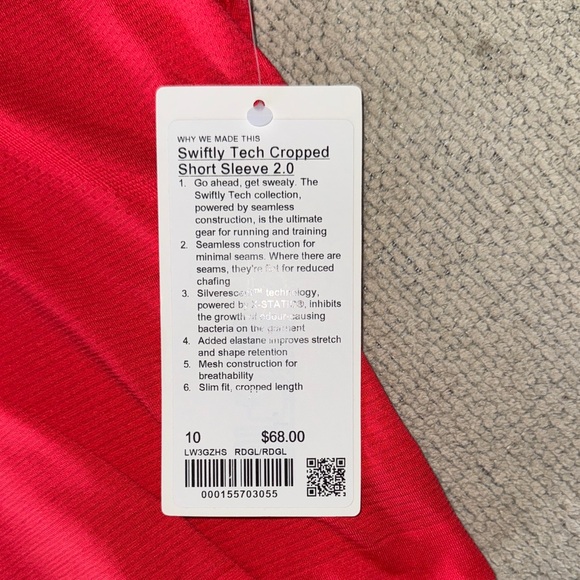 WHY WE MADE THIS
Swiftly Tech Cropped
Short Sleeve 2.0
1. Go ahead, get sweaty. The
Swiftly Tech collection,
powered by seamless
construction, is the ultimate
gear for running and training
2. Seamless construction for
minimal seams. Where there are
seams, they're for reduced
chafing
3. technology,
powered by X-STATIC®, inhibits
the growth of odour-causing
bacteria on the garment
4. Added elastane improves stretch
and shape retention
5. Mesh construction for
breathability
6. Slim fit, cropped length
10 $68.00
LW3GZHS RDGL/RDGL
000155703055